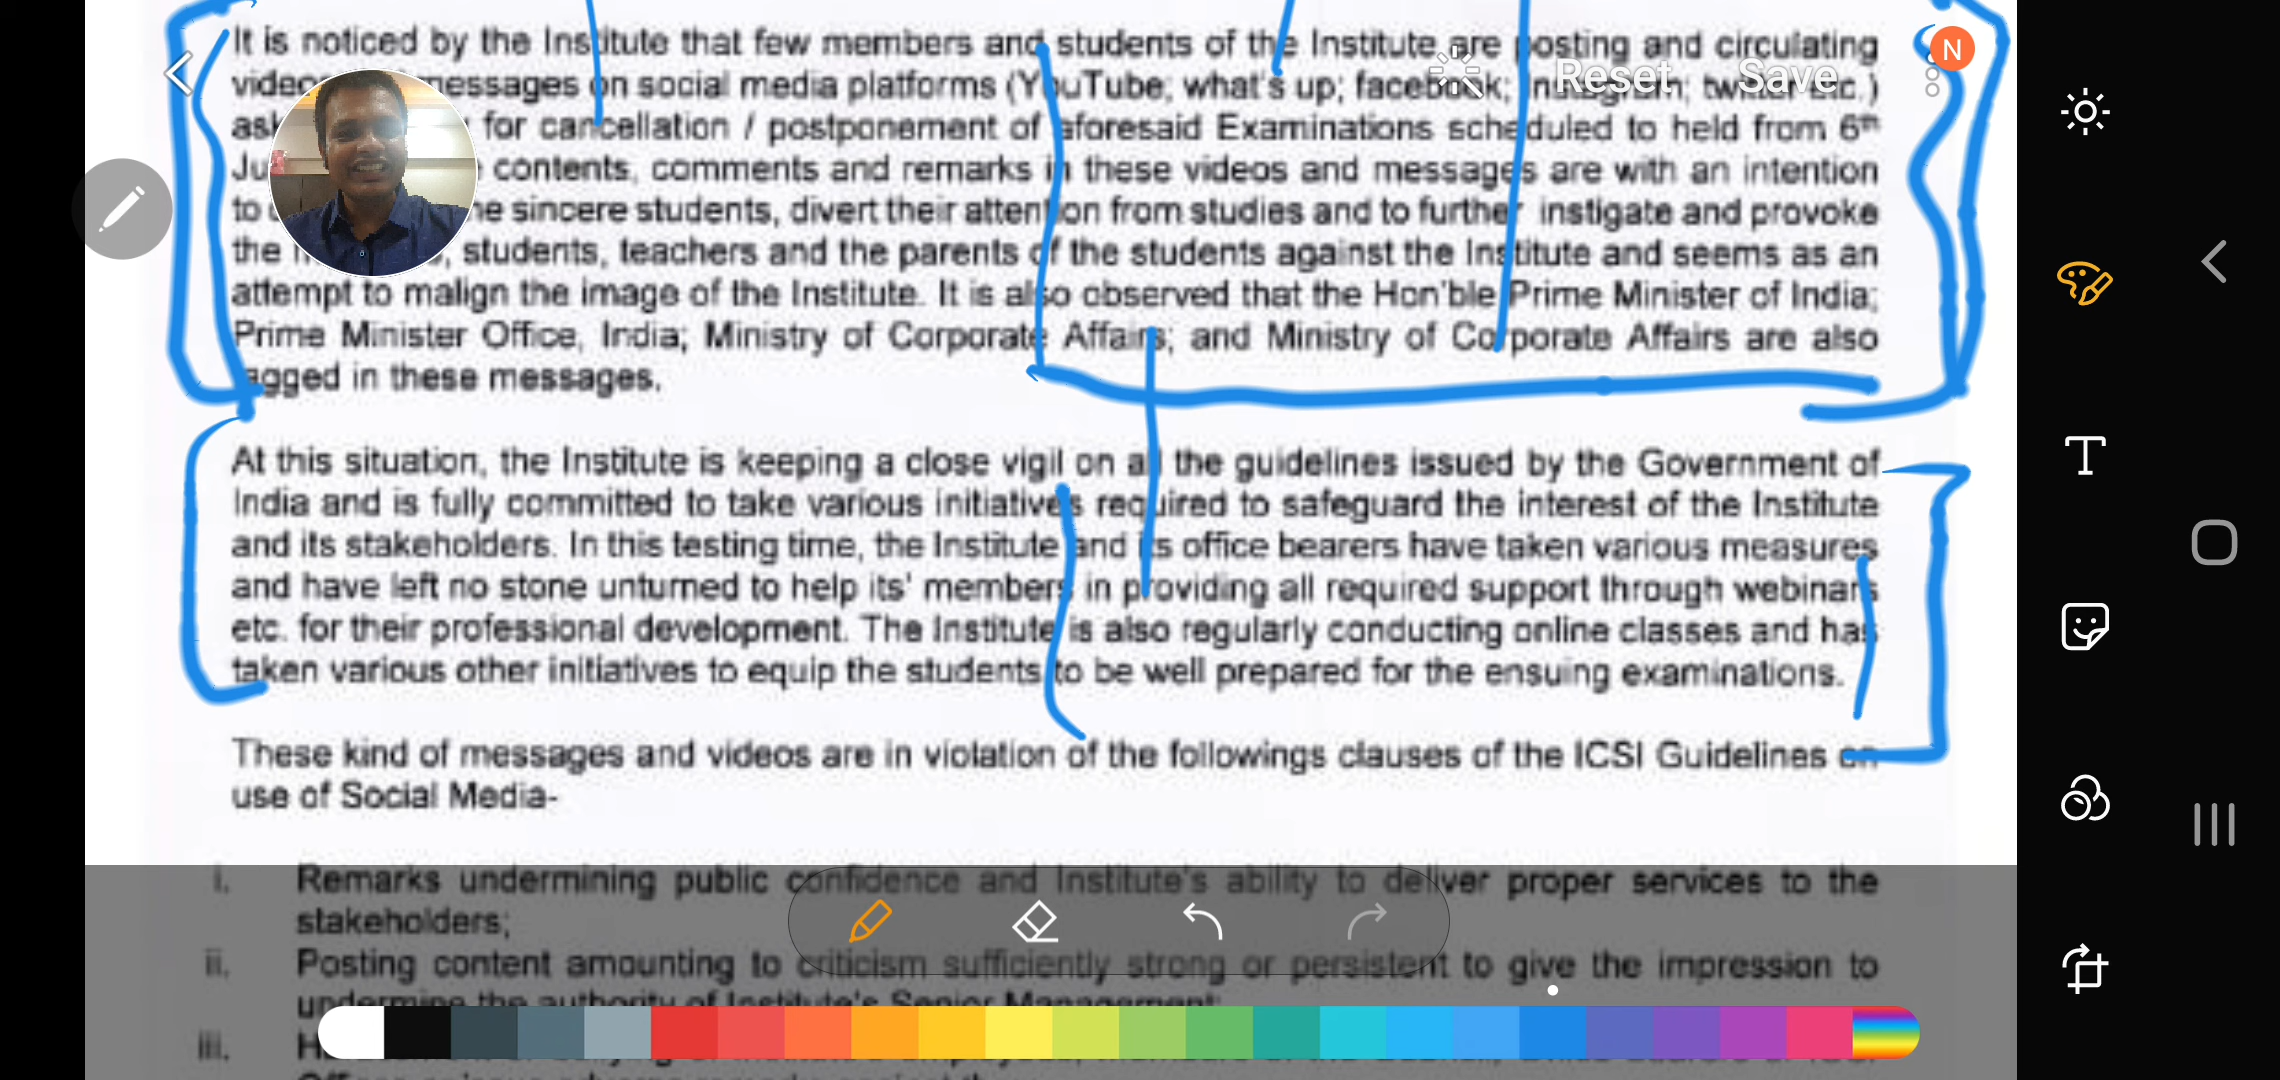 It is noticed by the Institute that few members and students of the Institute are posting and circulating
messages on social media platforms (YouTube; what's up; facebook; Instagram; twitter etc.)
for cancellation / postponement of aforesaid Examinations scheduled to held from 6th
contents, comments and remarks in these videos and messages are with an intention
to sincere students, divert their attention from studies and to further instigate and provoke
the students, teachers and the parents of the students against the Institute and seems as an
attempt to malign the image of the Institute. It is also observed that the Hon'ble Prime Minister of India;
Prime Minister Office, India; Ministry of Corporate Affairs; and Ministry of Corporate Affairs are also
tagged in these messages.
At this situation, the Institute is keeping a close vigil on all the guidelines issued by the Government of
India and is fully committed to take various initiatives required to safeguard the interest of the Institute
and its stakeholders. In this testing time, the Institute and its office bearers have taken various measures
and have left no stone unturned to help its' members in providing all required support through webinars
etc. for their professional development. The Institute is also regularly conducting online classes and has
taken various other initiatives to equip the students to be well prepared for the ensuing examinations.
These kind of messages and videos are in violation of the followings clauses of the ICSI Guidelines on
use of Social Media-
i. Remarks undermining public confidence and Institute's ability to deliver proper services to the
stakeholders;
ii. Posting content amounting to criticism sufficiently strong or persistent to give the impression to
undermine the authority of Institute's Senior Management;
iii.
Reset Save
N
T